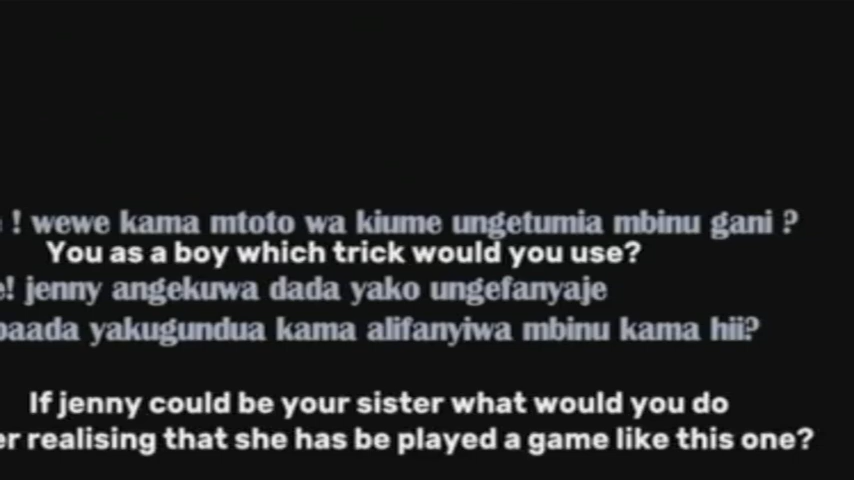 ! wewe kama mtoto wa kiume ungetumia mbinu gani ?
You as a boy which trick would you use?
! jenny angekuwa dada yako ungefanyaje
baada yakugundua kama alifanyiwa mbinu kama hii?
If jenny could be your sister what would you do
realising that she has be played a game like this one?